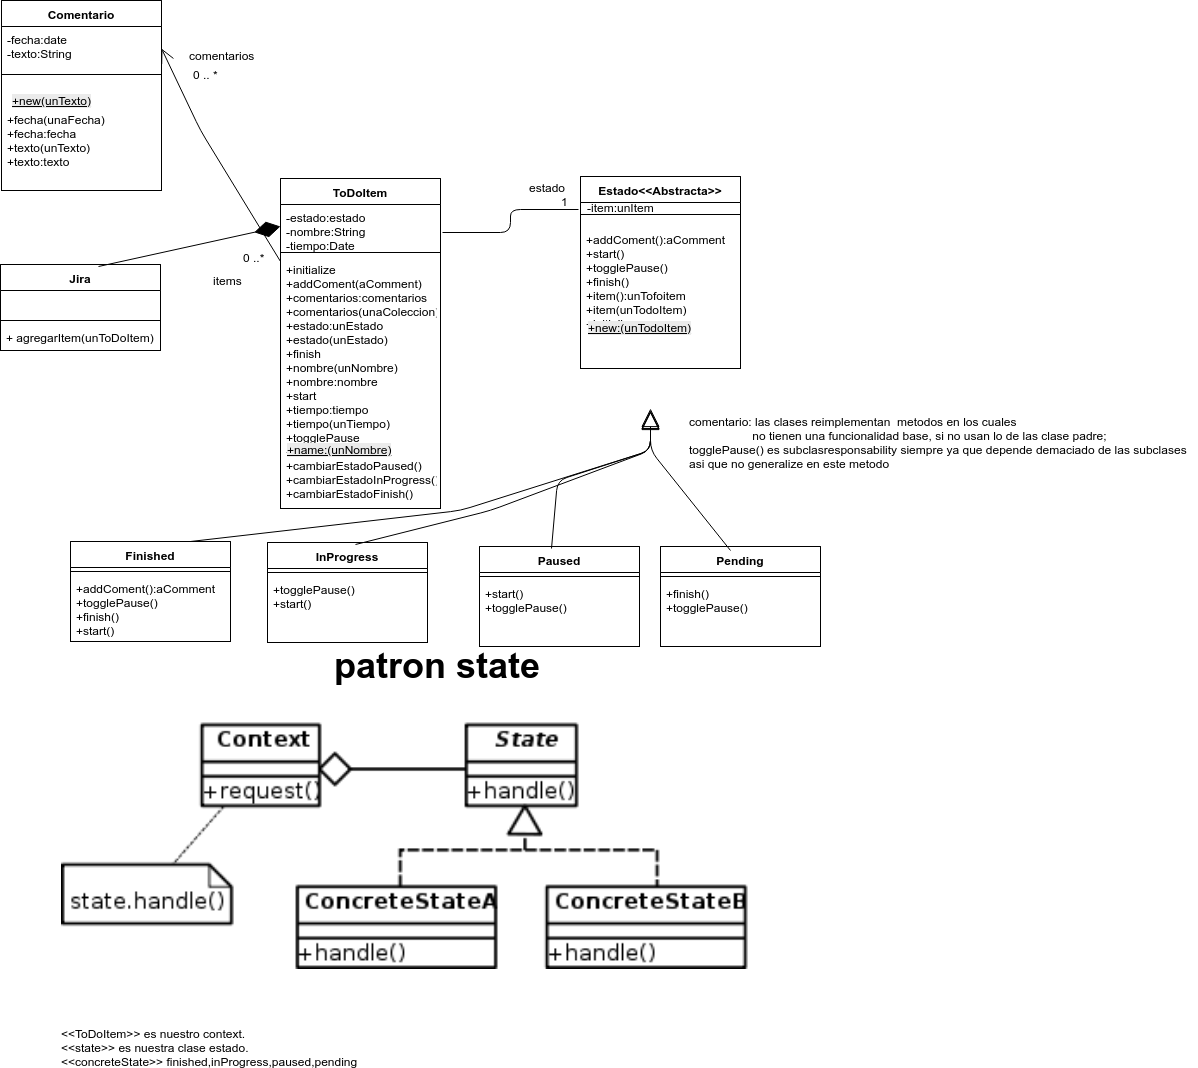 Comentario
-fecha:date
-texto:String
+new(unTexto)
+fecha(unaFecha)
+fecha:fecha
+texto(unTexto)
+texto:texto
comentarios
0 .. *
Jira
+ agregarItem(unToDoItem)
0 ..*
items
ToDoItem
-estado:estado
-nombre:String
-tiempo:Date
+initialize
+addComent(aComment)
+comentarios:comentarios
+comentarios(unaColeccion)
+estado:unEstado
+estado(unEstado)
+finish
+nombre(unNombre)
+nombre:nombre
+start
+tiempo:tiempo
+tiempo(unTiempo)
+togglePause
+name:(unNombre)
+cambiarEstadoPaused()
+cambiarEstadoInProgress()
+cambiarEstadoFinish()
estado
1
Estado<<Abstracta>>
-item:unItem
+addComent():aComment
+start()
+togglePause()
+finish()
+item():unTofoitem
+item(unTodoItem)
+new:(unTodoItem)
comentario: las clases reimplementan metodos en los cuales
no tienen una funcionalidad base, si no usan lo de las clase padre;
togglePause() es subclasresponsability siempre ya que depende demaciado de las subclases
asi que no generalize en este metodo
Finished
+addComent():aComment
+togglePause()
+finish()
+start()
InProgress
+togglePause()
+start()
Paused
+start()
+togglePause()
Pending
+finish()
+togglePause()
patron state
Context
+request()
State
+handle()
state.handle()
ConcreteStateA
+handle()
ConcreteStateB
+handle()
<<ToDoItem>> es nuestro context.
<<state>> es nuestra clase estado.
<<concreteState>> finished,inProgress,paused,pending